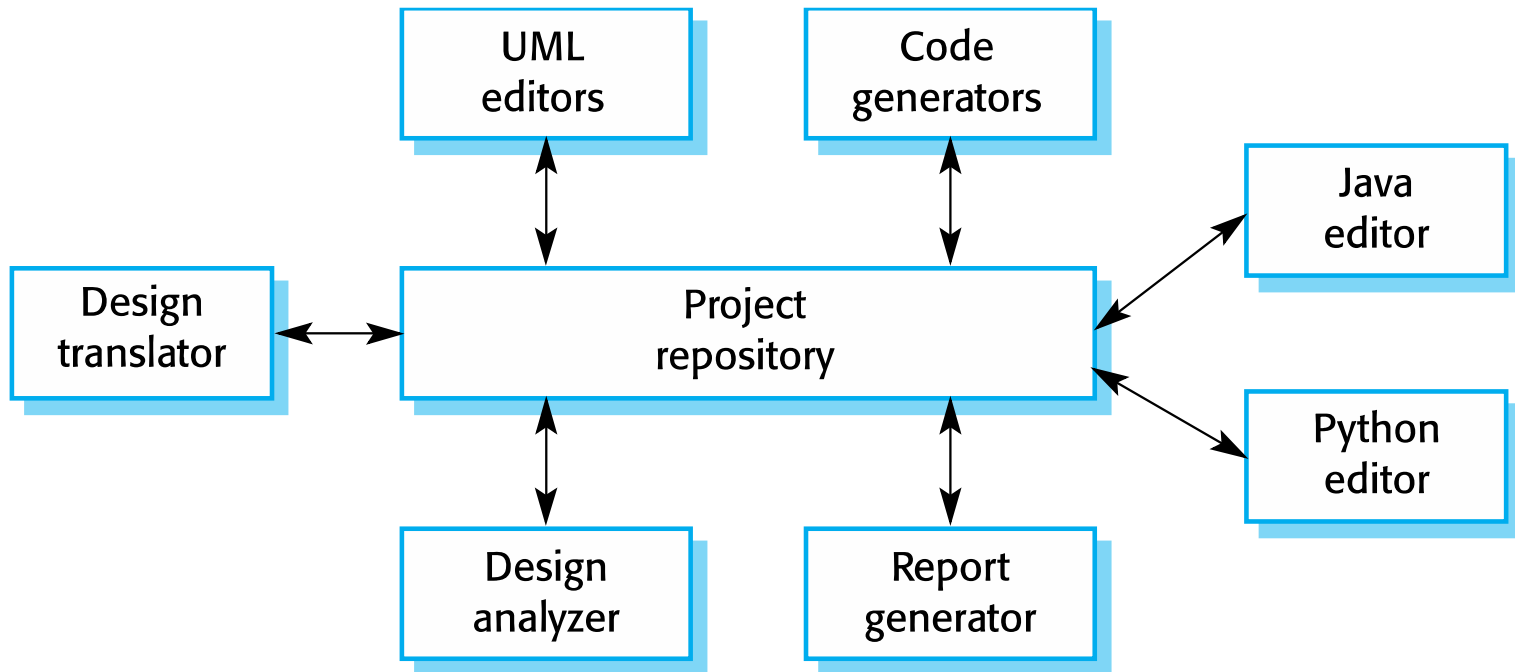 UML
editors
Code
generators
Java
editor
Design
translator
Project
repository
Python
editor
Design
analyzer
Report
generator